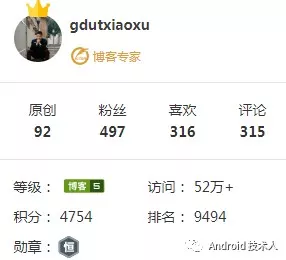 gdutxiaoxu
博客专家
原创 粉丝 喜欢 评论
92 497 316 315
等级： 博客 5 访问： 52万+
积分： 4754 排名： 9494
勋章： 恒
Android 技术人